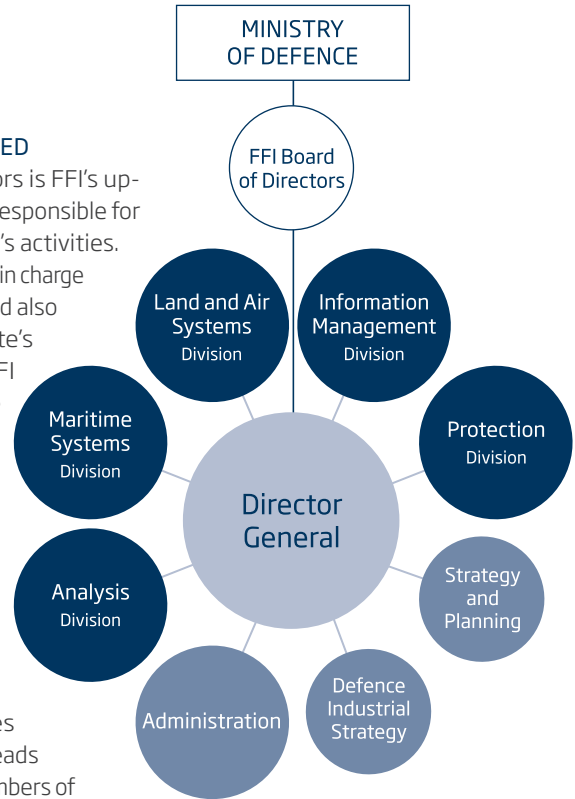 MINISTRY
OF DEFENCE
FFI Board
of Directors
ED
ors is FFI's up-
responsible for
's activities.
in charge
d also
te's
FI
Land and Air
Systems
Division
Information
Management
Division
Maritime
Systems
Division
Protection
Division
Director
General
Analysis
Division
Strategy
and
Planning
Administration
Defence
Industrial
Strategy
es
eads
mbers of